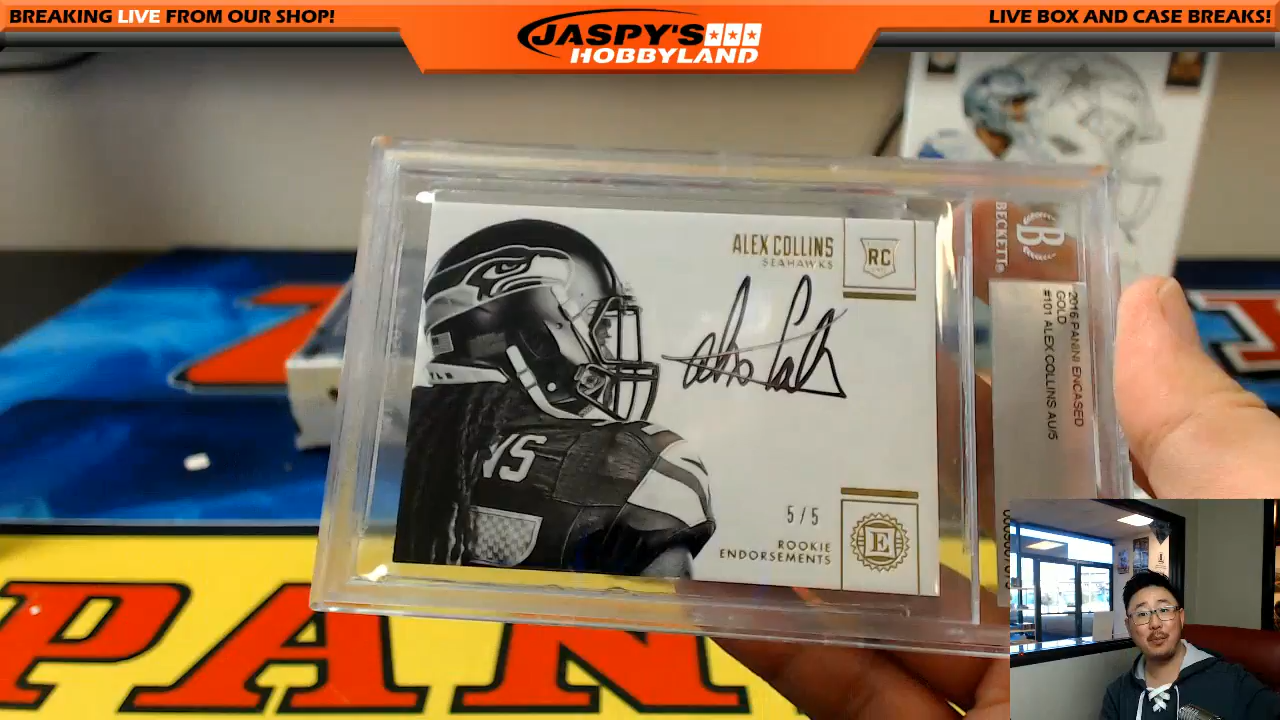 BREAKING LIVE FROM OUR SHOP!
JASPY'S
HOBBYLAND
LIVE BOX AND CASE BREAKS!
ALEX COLLINS
SEAHAWKS
RC
5/5
ROOKIE
ENDORSEMENTS
E
B
BECKETT
2016 PANINI ENCASED
GOLD
#101 ALEX COLLINS AU/5
PANI